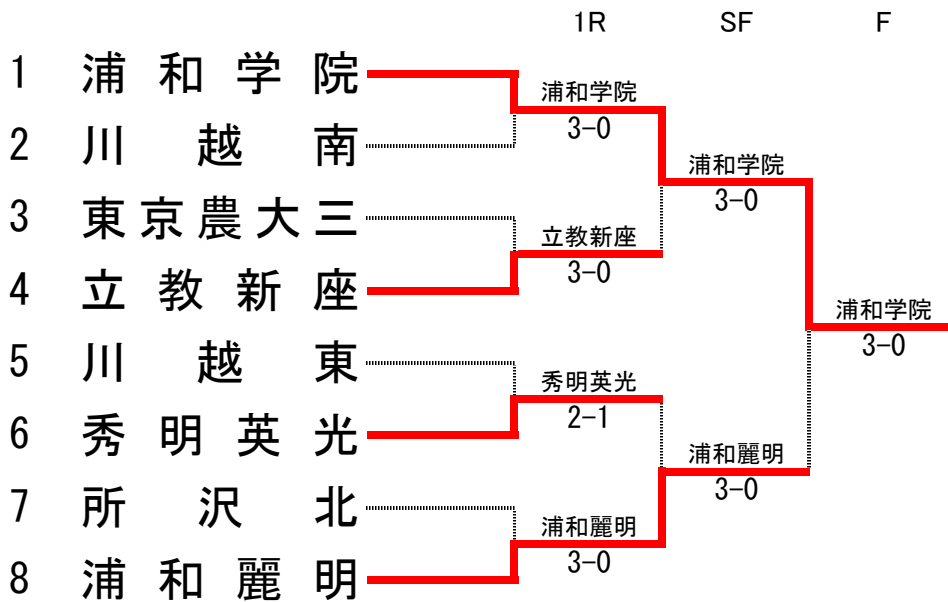 1R SF F
1 浦和学院
2 川越南
3 東京農大三
4 立教新座
5 川越東
6 秀明英光
7 所沢北
8 浦和麗明
浦和学院
3-0
立教新座
3-0
秀明英光
2-1
浦和麗明
3-0
浦和学院
3-0
浦和麗明
3-0
浦和学院
3-0